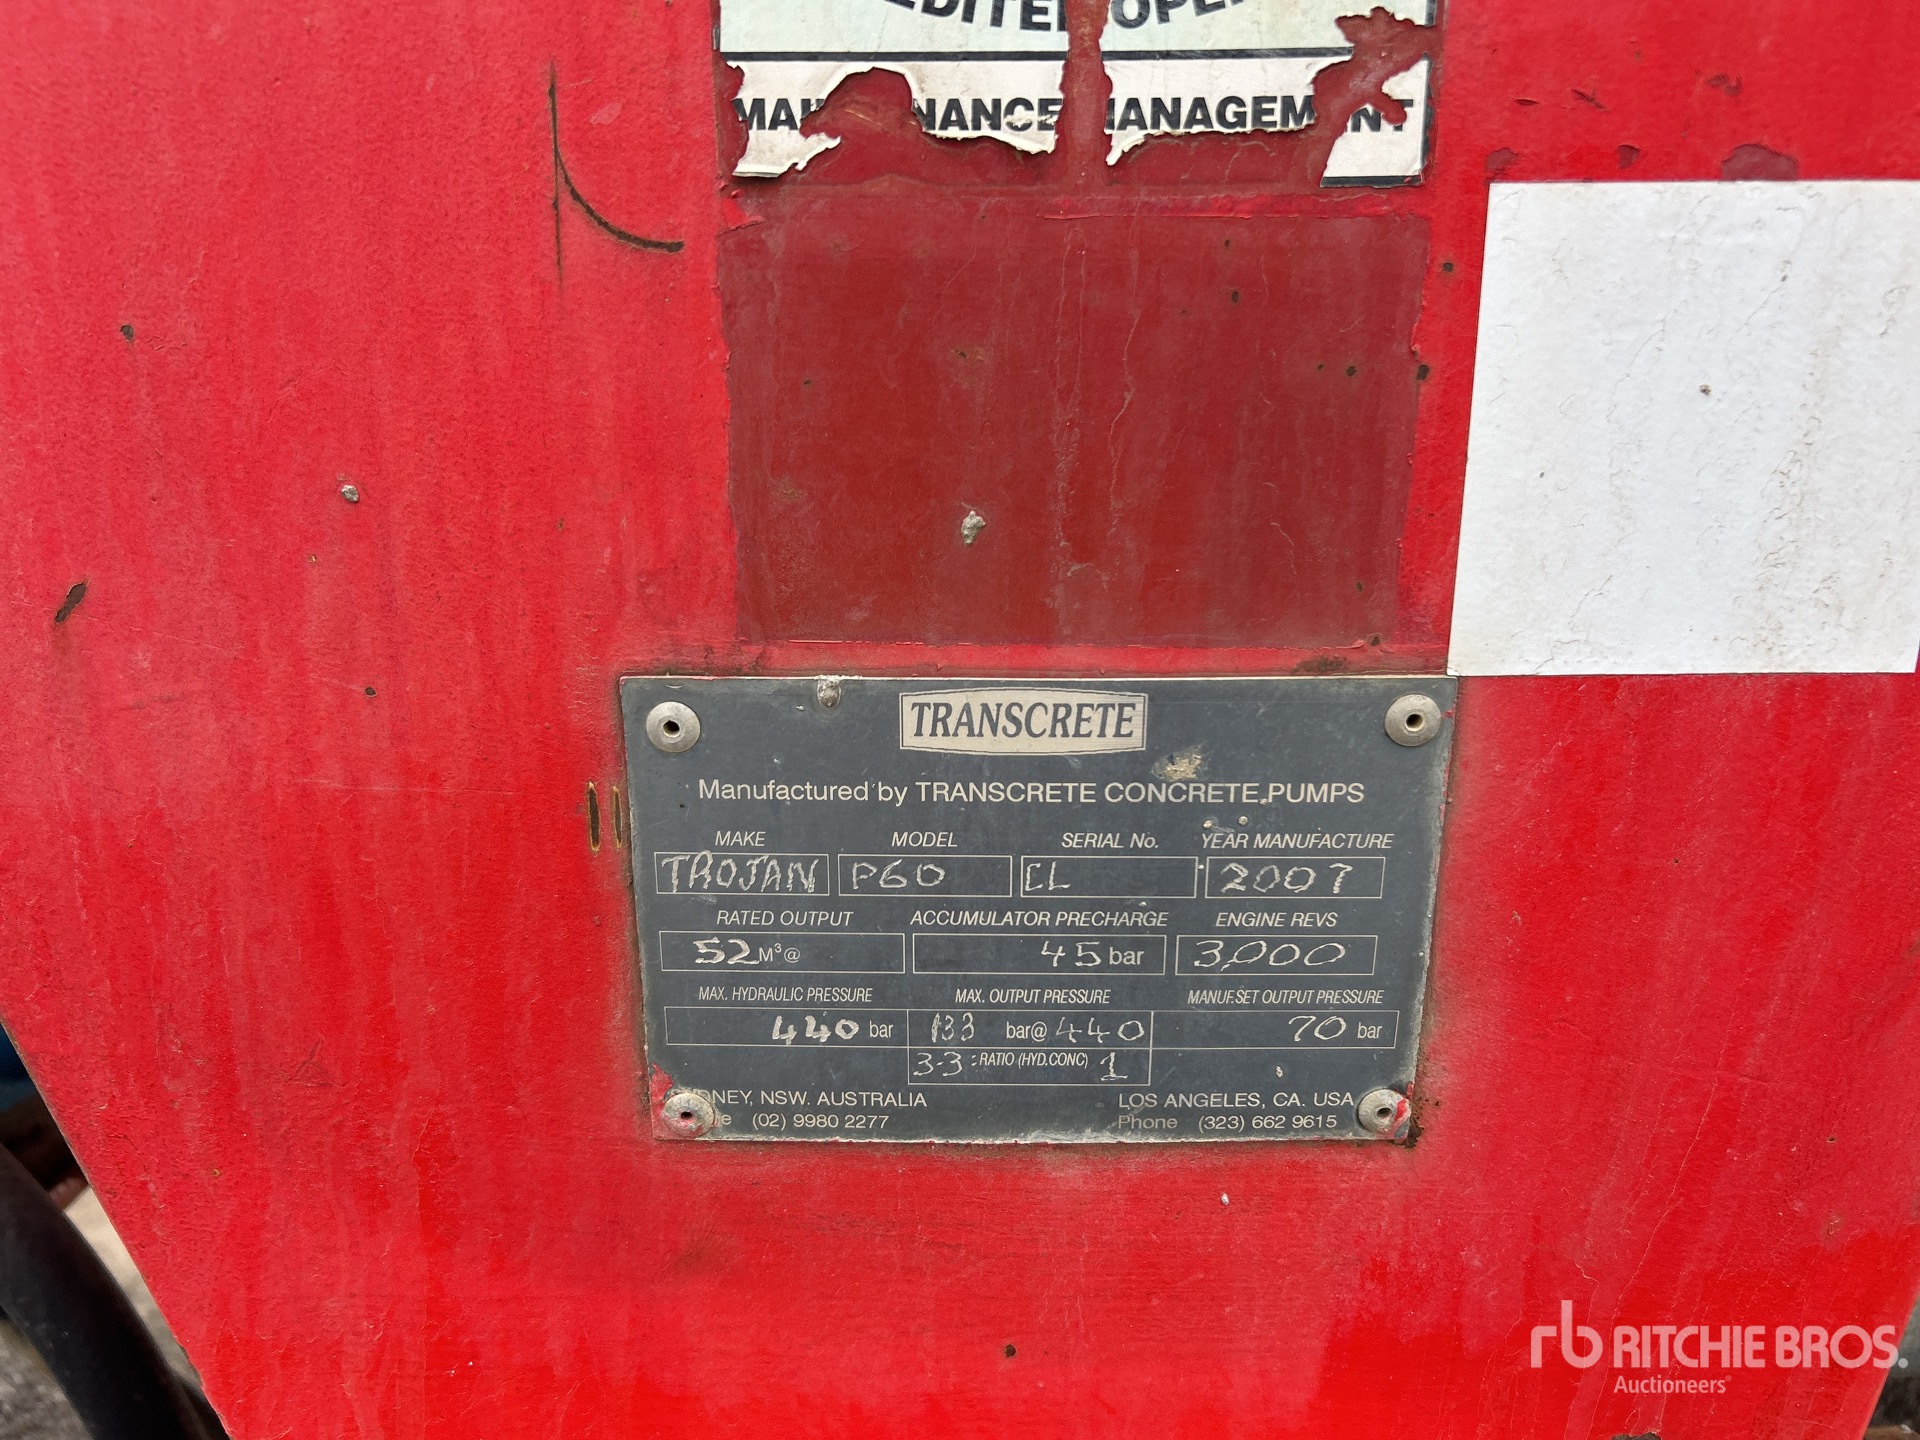 MANAGEMENT
TRANSCRETE
Manufactured by TRANSCRETE CONCRETE PUMPS
MAKE MODEL SERIAL No. YEAR MANUFACTURE
TROJAN P60 CL 2007
RATED OUTPUT ACCUMULATOR PRECHARGE ENGINE REVS
52 M³@ 45 bar 3,000
MAX. HYDRAULIC PRESSURE MAX. OUTPUT PRESSURE MANUF.SET OUTPUT PRESSURE
440 bar 133 bar@ 440 70 bar
3-3 : RATIO (HYD.CONC) 1
NSW. AUSTRALIA LOS ANGELES, CA. USA
(02) 9980 2277 Phone (323) 662 9615
rb RITCHIE BROS.
Auctioneers